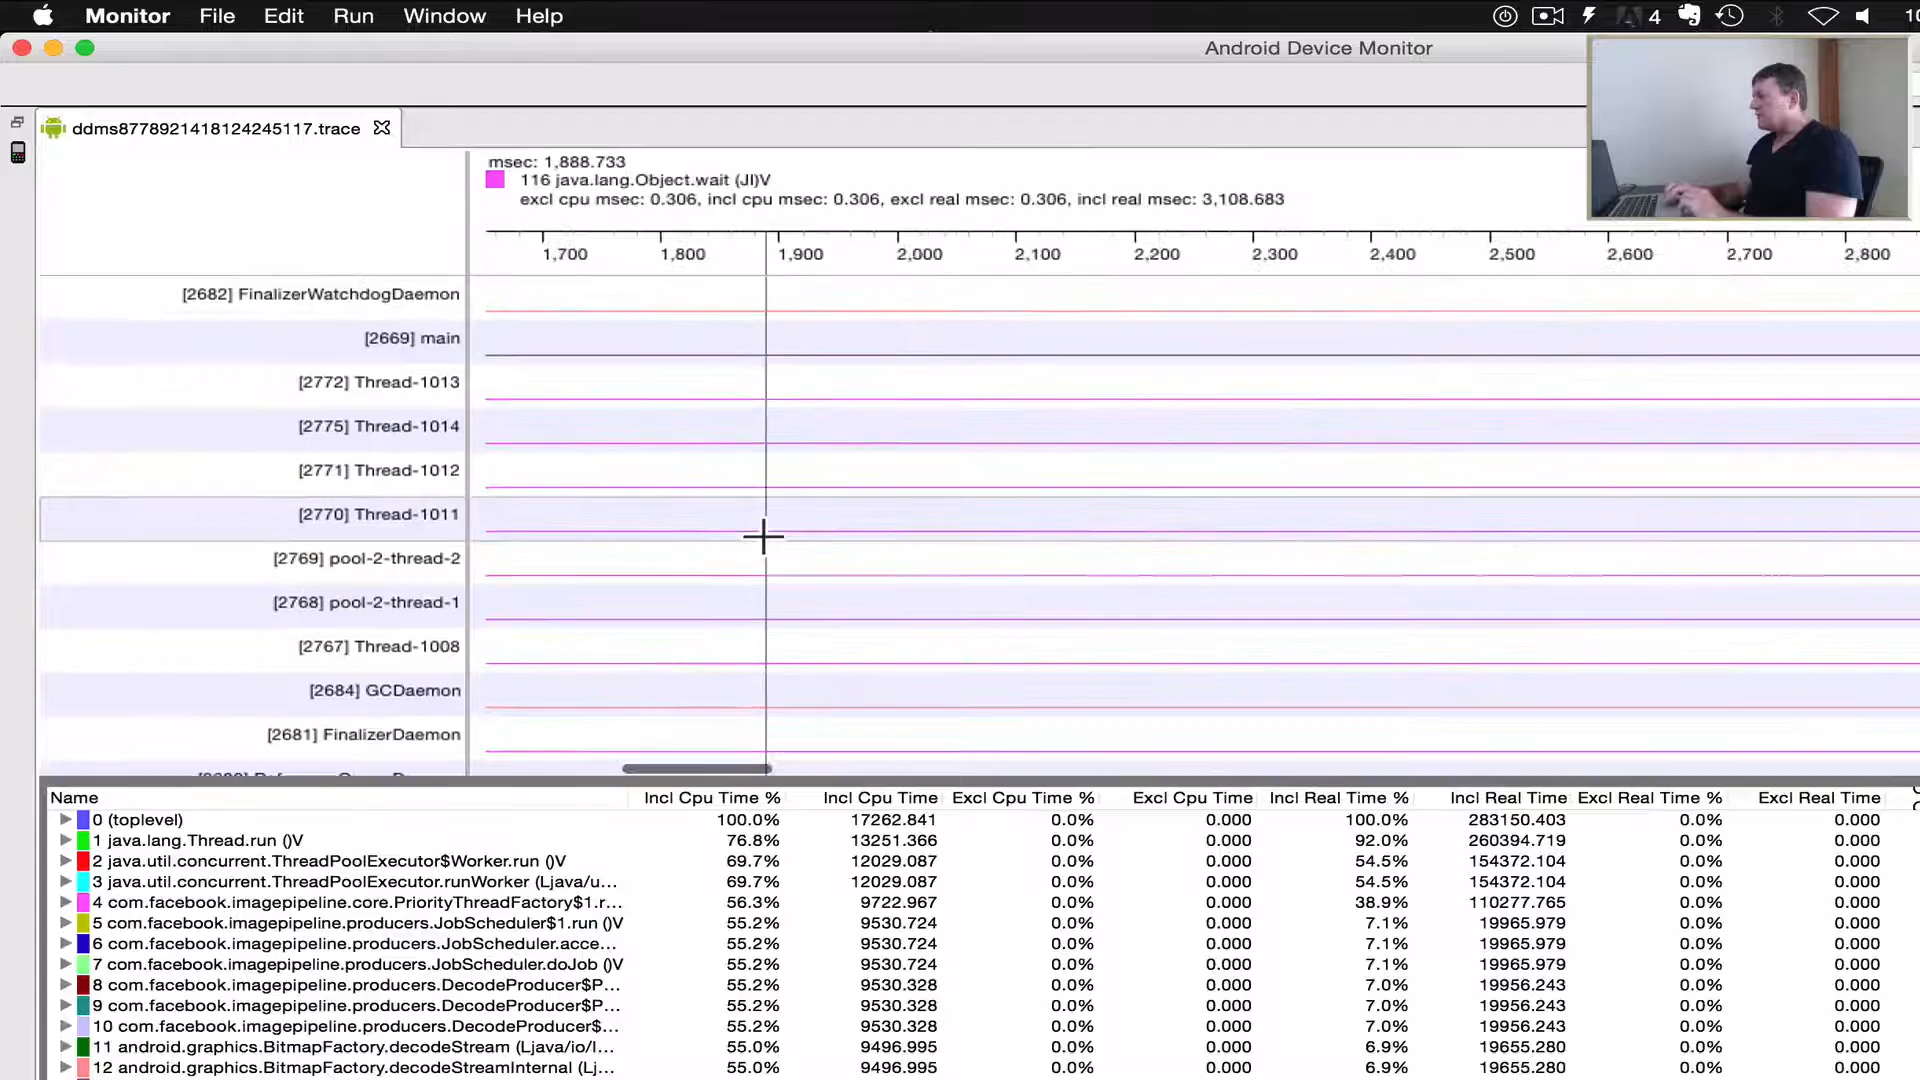 Monitor File Edit Run Window Help 4
Android Device Monitor
ddms8778921418124245117.trace
msec: 1,888.733
116 java.lang.Object.wait (JI)V
excl cpu msec: 0.306, incl cpu msec: 0.306, excl real msec: 0.306, incl real msec: 3,108.683
1,700 1,800 1,900 2,000 2,100 2,200 2,300 2,400 2,500 2,600 2,700 2,800
[2682] FinalizerWatchdogDaemon
[2669] main
[2772] Thread-1013
[2775] Thread-1014
[2771] Thread-1012
[2770] Thread-1011
[2769] pool-2-thread-2
[2768] pool-2-thread-1
[2767] Thread-1008
[2684] GCDaemon
[2681] FinalizerDaemon
Name Incl Cpu Time % Incl Cpu Time Excl Cpu Time % Excl Cpu Time Incl Real Time % Incl Real Time Excl Real Time % Excl Real Time
0 (toplevel) 100.0% 17262.841 0.0% 0.000 100.0% 283150.403 0.0% 0.000
1 java.lang.Thread.run ()V 76.8% 13251.366 0.0% 0.000 92.0% 260394.719 0.0% 0.000
2 java.util.concurrent.ThreadPoolExecutor$Worker.run ()V 69.7% 12029.087 0.0% 0.000 54.5% 154372.104 0.0% 0.000
3 java.util.concurrent.ThreadPoolExecutor.runWorker (Ljava/u... 69.7% 12029.087 0.0% 0.000 54.5% 154372.104 0.0% 0.000
4 com.facebook.imagepipeline.core.PriorityThreadFactory$1.r... 56.3% 9722.967 0.0% 0.000 38.9% 110277.765 0.0% 0.000
5 com.facebook.imagepipeline.producers.JobScheduler$1.run ()V 55.2% 9530.724 0.0% 0.000 7.1% 19965.979 0.0% 0.000
6 com.facebook.imagepipeline.producers.JobScheduler.acce... 55.2% 9530.724 0.0% 0.000 7.1% 19965.979 0.0% 0.000
7 com.facebook.imagepipeline.producers.JobScheduler.doJob ()V 55.2% 9530.724 0.0% 0.000 7.1% 19965.979 0.0% 0.000
8 com.facebook.imagepipeline.producers.DecodeProducer$P... 55.2% 9530.328 0.0% 0.000 7.0% 19956.243 0.0% 0.000
9 com.facebook.imagepipeline.producers.DecodeProducer$P... 55.2% 9530.328 0.0% 0.000 7.0% 19956.243 0.0% 0.000
10 com.facebook.imagepipeline.producers.DecodeProducer$... 55.2% 9530.328 0.0% 0.000 7.0% 19956.243 0.0% 0.000
11 android.graphics.BitmapFactory.decodeStream (Ljava/io/I... 55.0% 9496.995 0.0% 0.000 6.9% 19655.280 0.0% 0.000
12 android.graphics.BitmapFactory.decodeStreamInternal (Lj... 55.0% 9496.995 0.0% 0.000 6.9% 19655.280 0.0% 0.000